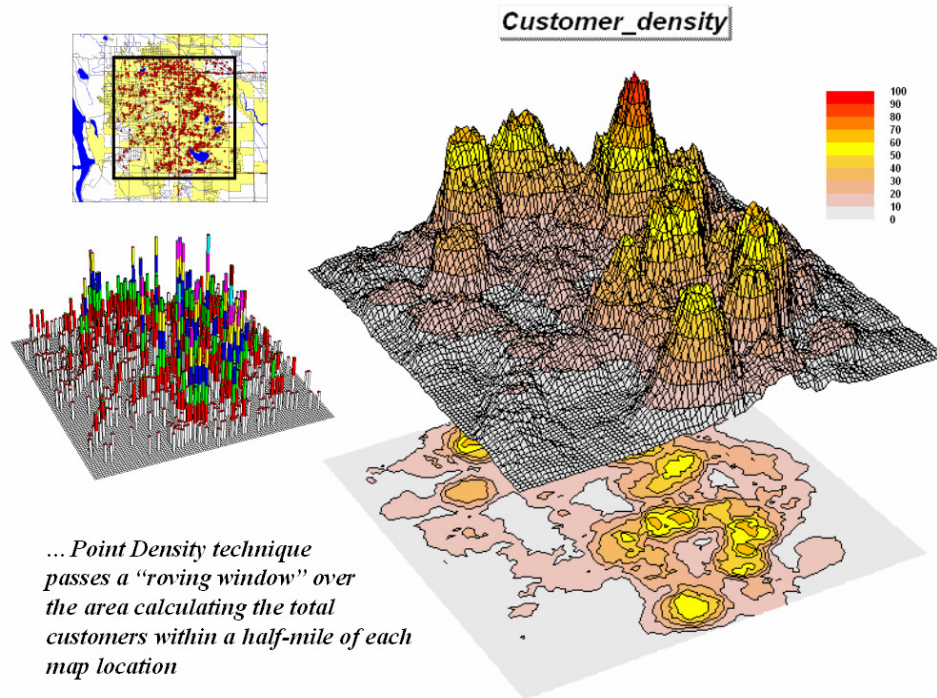 Customer_density
100
90
80
70
60
50
40
30
20
10
0
... Point Density technique
passes a “roving window” over
the area calculating the total
customers within a half-mile of each
map location